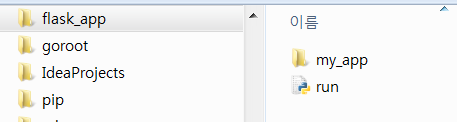 flask_app
goroot
IdeaProjects
pip
이름
my_app
run